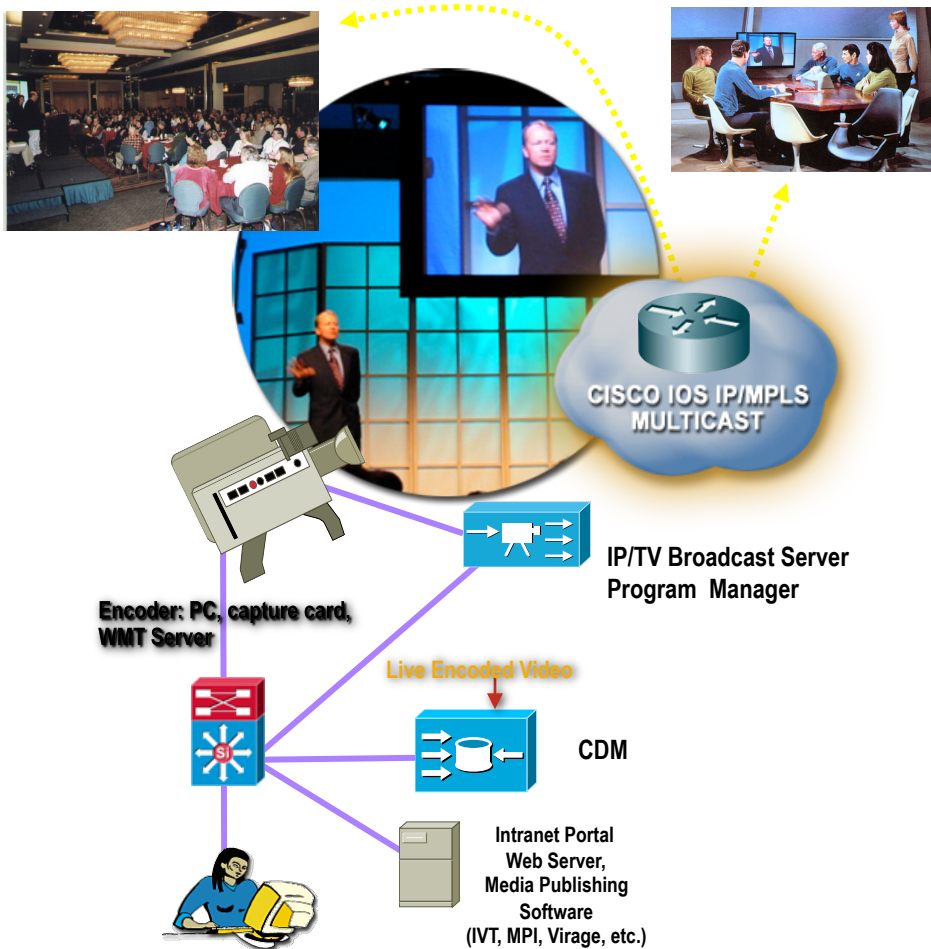 CISCO IOS IP/MPLS
MULTICAST
IP/TV Broadcast Server
Program Manager
Encoder: PC, capture card,
WMT Server
Live Encoded Video
Si
CDM
Intranet Portal
Web Server,
Media Publishing
Software
(IVT, MPI, Virage, etc.)